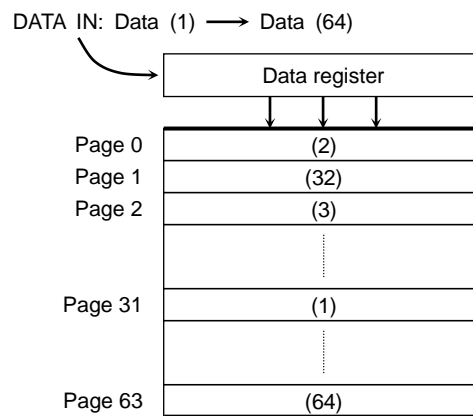 DATA IN: Data (1) ⟶ Data (64)
Data register
Page 0 (2)
Page 1 (32)
Page 2 (3)
Page 31 (1)
Page 63 (64)